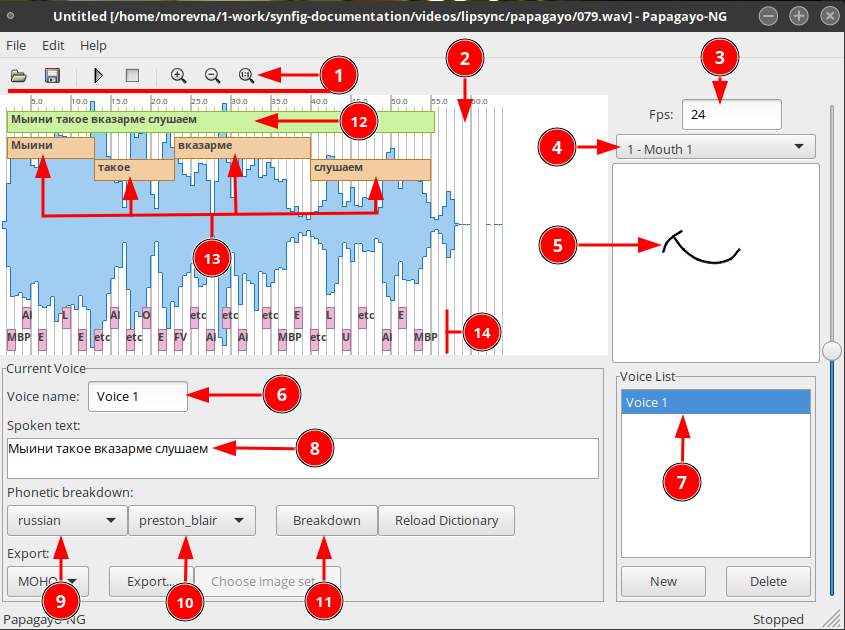 Untitled [/home/morevna/1-work/synfig-documentation/videos/lipsync/papagayo/079.wav] - Papagayo-NG
File Edit Help
1
2
3
5.0 10.0 15.0 20.0 25.0 30.0 35.0 40.0 45.0 50.0 55.0
Fps: 24
Мыини такое вказарме слушаем
12
4
1 - Mouth 1
Мыини
вказарме
такое
слушаем
5
13
AI L AI O etc etc etc E L etc E
14
MBP E E etc etc E FV AI AI MBP etc U AI MBP
Current Voice
Voice name: Voice 1
6
Spoken text:
Мыини такое вказарме слушаем
8
Phonetic breakdown:
russian preston_blair Breakdown Reload Dictionary
Export:
MOHO Export... Choose image set
9
10
11
Voice List
Voice 1
7
New Delete
Papagayo-NG
Stopped